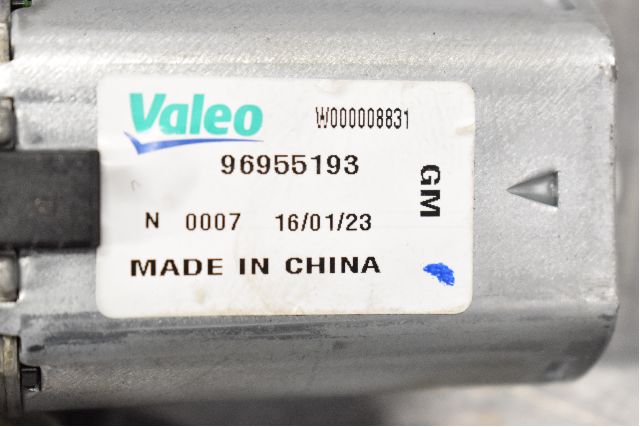 Valeo W000008831
96955193
GM
N 0007 16/01/23
MADE IN CHINA